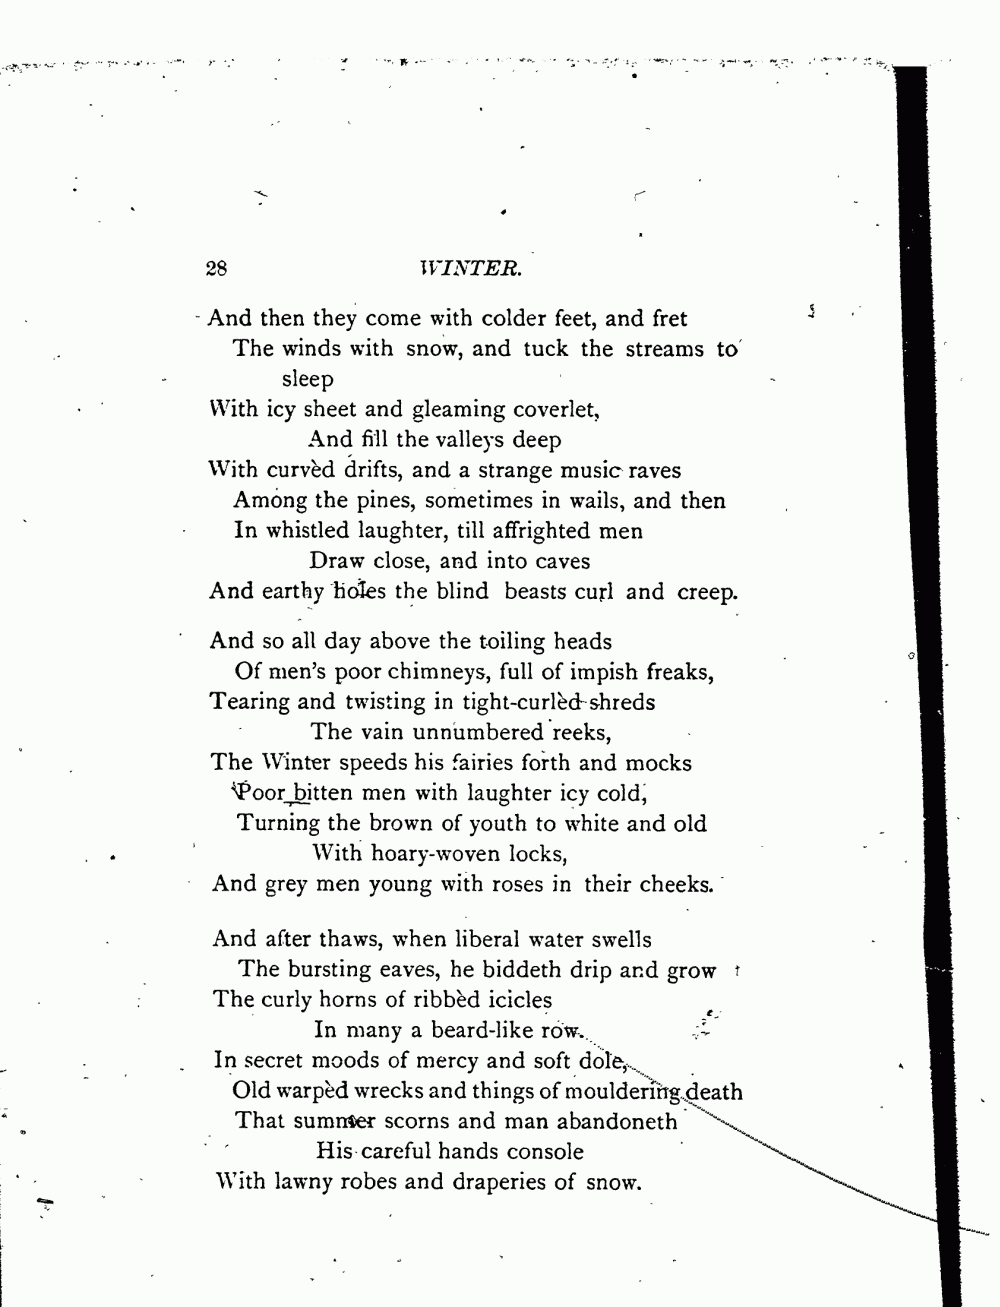 28 WINTER.
And then they come with colder feet, and fret
The winds with snow, and tuck the streams to
sleep
With icy sheet and gleaming coverlet,
And fill the valleys deep
With curvèd drifts, and a strange music raves
Among the pines, sometimes in wails, and then
In whistled laughter, till affrighted men
Draw close, and into caves
And earthy holes the blind beasts curl and creep.
And so all day above the toiling heads
Of men's poor chimneys, full of impish freaks,
Tearing and twisting in tight-curlèd shreds
The vain unnumbered reeks,
The Winter speeds his fairies forth and mocks
Poor bitten men with laughter icy cold,
Turning the brown of youth to white and old
With hoary-woven locks,
And grey men young with roses in their cheeks.
And after thaws, when liberal water swells
The bursting eaves, he biddeth drip and grow
The curly horns of ribbèd icicles
In many a beard-like row.
In secret moods of mercy and soft dole,
Old warpèd wrecks and things of mouldering death
That summer scorns and man abandoneth
His careful hands console
With lawny robes and draperies of snow.